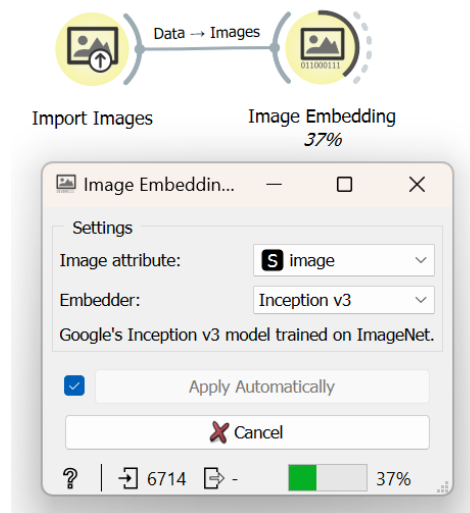 Data → Images
011000111
Import Images
Image Embedding
37%
Image Embeddin...
Settings
Image attribute:
S image
Embedder:
Inception v3
Google's Inception v3 model trained on ImageNet.
Apply Automatically
Cancel
? 6714 - 37%